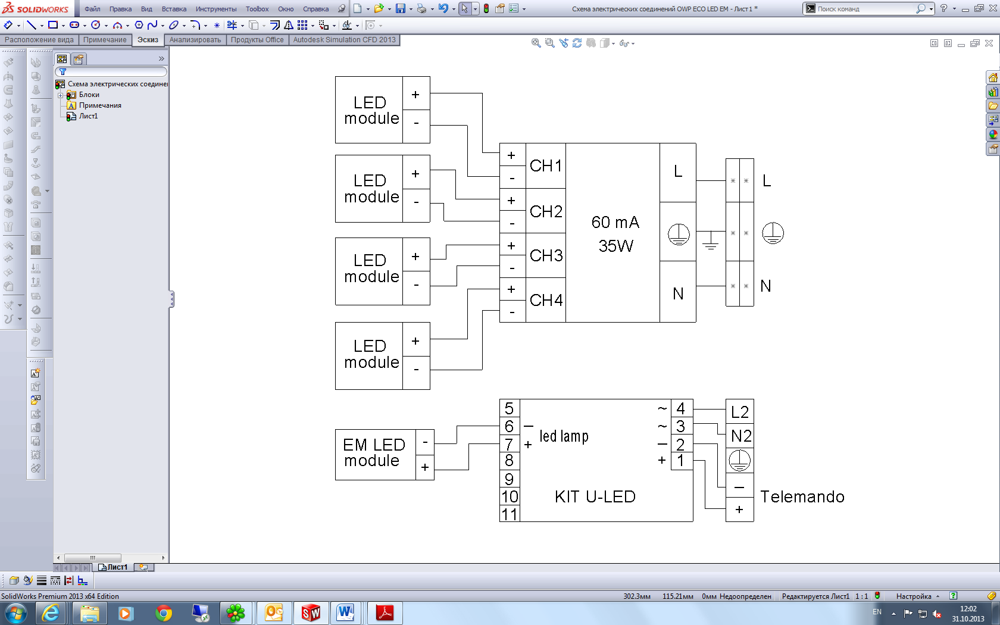 SOLIDWORKS Файл Правка Вид Вставка Инструменты Toolbox Окно Справка Схема электрических соединений OWP ECO LED EM - Лист1 * Поиск команд
Расположение вида Примечание Эскиз Анализировать Продукты Office Autodesk Simulation CFD 2013
Схема электрических соедине
Блоки
Примечания
Лист1
LED
module
+
-
LED
module
+
-
LED
module
+
-
LED
module
+
-
+
-
CH1
+
-
CH2
+
-
CH3
+
-
CH4
60 mA
35W
L
N
* *
* *
* *
L
N
EM LED
module
-
+
5
6 –
7 +
8
9
10
11
led lamp
KIT U-LED
~ 4
~ 3
– 2
+ 1
L2
N2
–
+
Telemando
Лист1
SolidWorks Premium 2013 x64 Edition 302.3мм 115.21мм 0мм Недоопределен Редактируется Лист1 1 : 1 Настройка
EN 12:02
31.10.2013